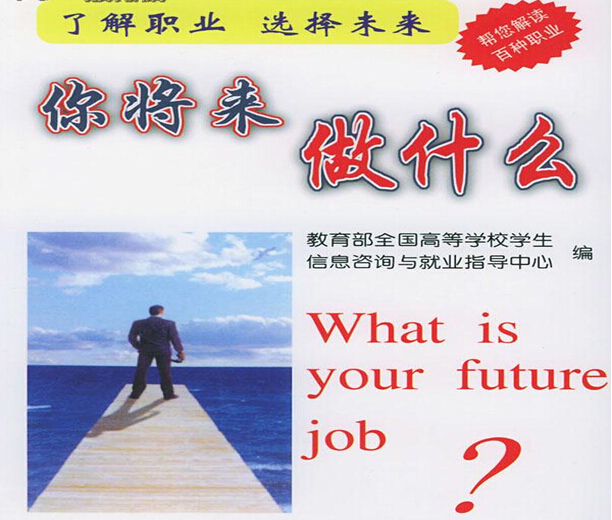 了解职业 选择未来
帮您解读
百种职业
你将来
做什么
教育部全国高等学校学生
信息咨询与就业指导中心 编
What is
your future
job ?